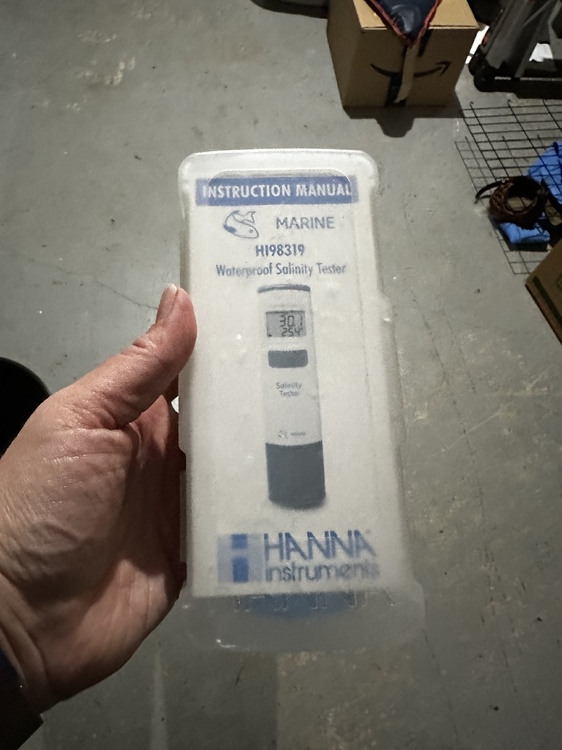 INSTRUCTION MANUAL
MARINE
HI98319
Waterproof Salinity Tester
30.1
25.4
Salinity
Tester
HANNA
instruments